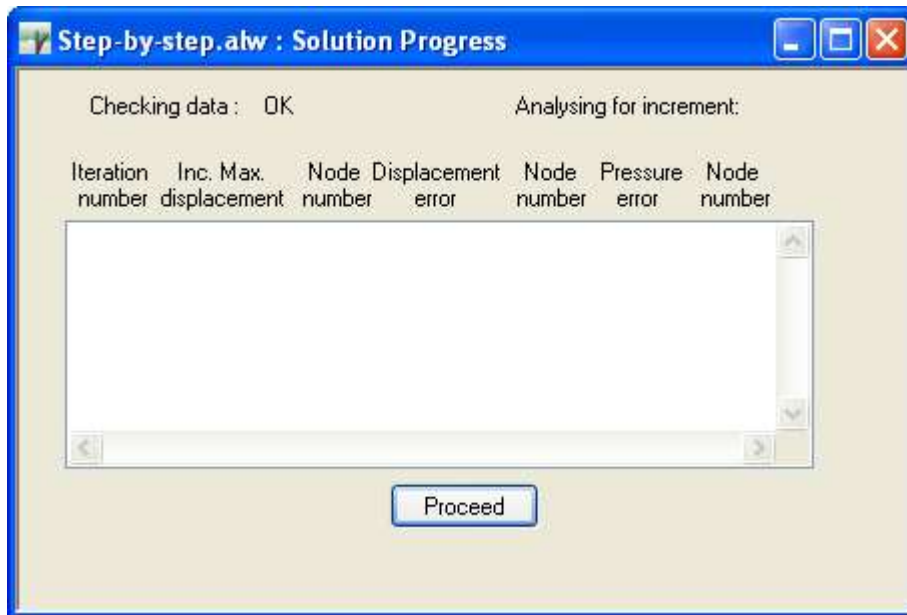 Step-by-step.alw : Solution Progress
Checking data : OK Analysing for increment:
Iteration Inc. Max. Node Displacement Node Pressure Node
number displacement number error number error number
Proceed